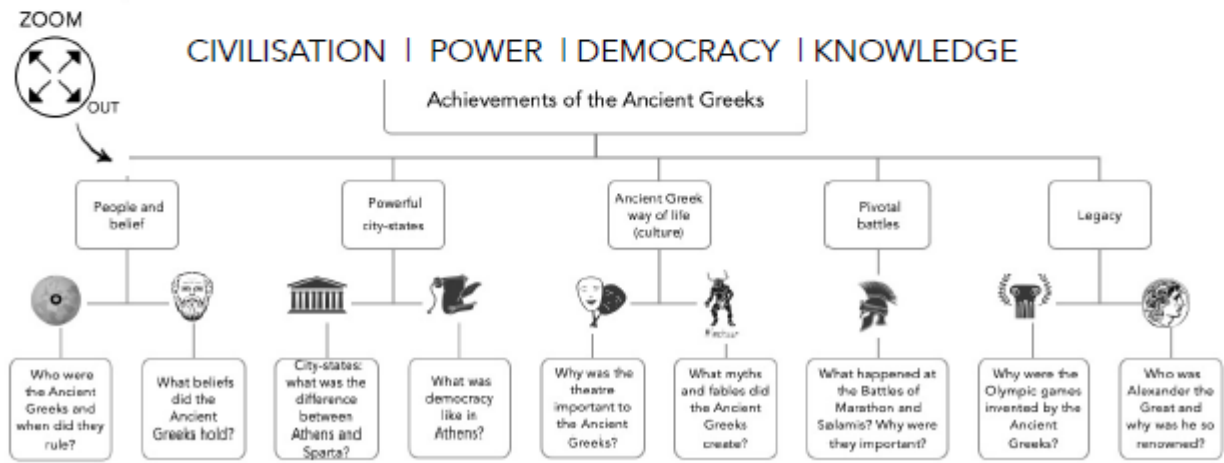 ZOOM
OUT
CIVILISATION | POWER | DEMOCRACY | KNOWLEDGE
Achievements of the Ancient Greeks
People and
belief
Powerful
city-states
Ancient Greek
way of life
(culture)
Pivotal
battles
Legacy
Minotaur
Who were
the Ancient
Greeks and
when did they
rule?
What beliefs
did the
Ancient
Greeks hold?
City-states:
what was the
difference
between
Athens and
Sparta?
What was
democracy
like in
Athens?
Why was the
theatre
important to
the Ancient
Greeks?
What myths
and fables did
the Ancient
Greeks
create?
What happened at
the Battles of
Marathon and
Salamis? Why were
they important?
Why were the
Olympic games
invented by the
Ancient
Greeks?
Who was
Alexander the
Great and
why was he so
renowned?